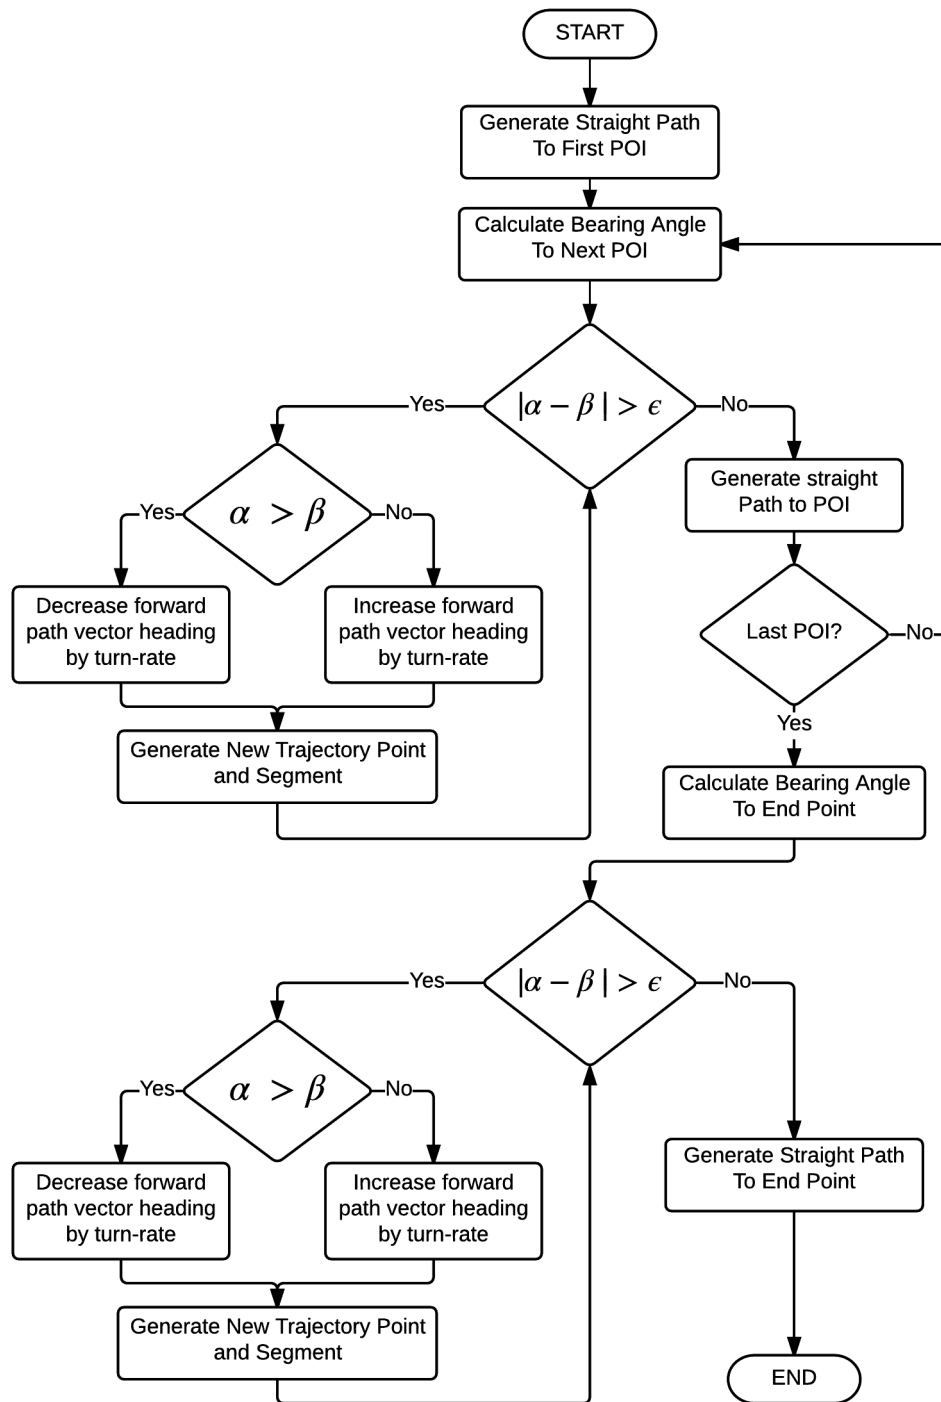 START
Generate Straight Path
To First POI
Calculate Bearing Angle
To Next POI
|α − β| > ϵ
Yes
No
α > β
Yes
No
Generate straight
Path to POI
Decrease forward
path vector heading
by turn-rate
Increase forward
path vector heading
by turn-rate
Last POI?
No
Yes
Generate New Trajectory Point
and Segment
Calculate Bearing Angle
To End Point
|α − β| > ϵ
Yes
No
α > β
Yes
No
Decrease forward
path vector heading
by turn-rate
Increase forward
path vector heading
by turn-rate
Generate Straight Path
To End Point
Generate New Trajectory Point
and Segment
END